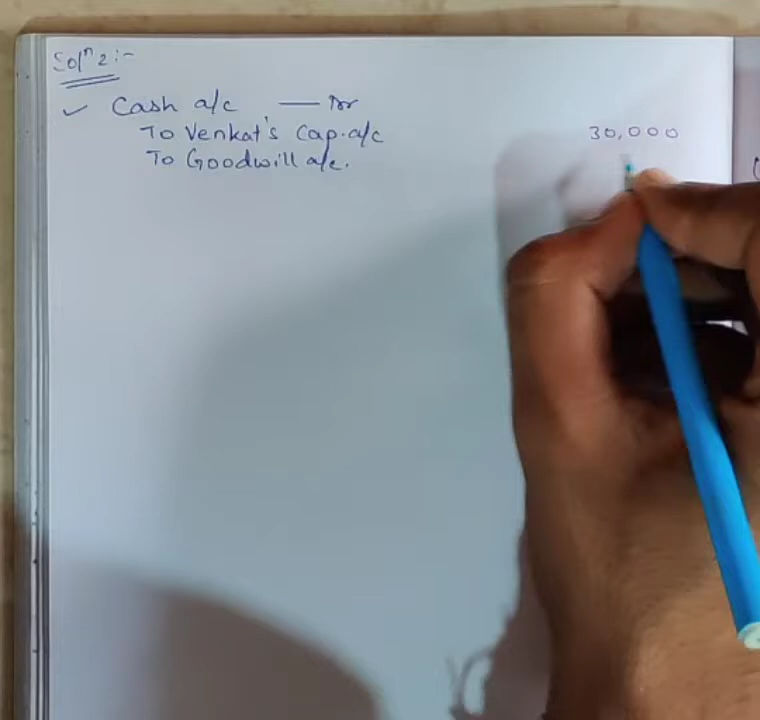 Solⁿ 2:-
✓ Cash a/c — Dr
To Venkat's Cap. a/c 30,000
To Goodwill a/c.